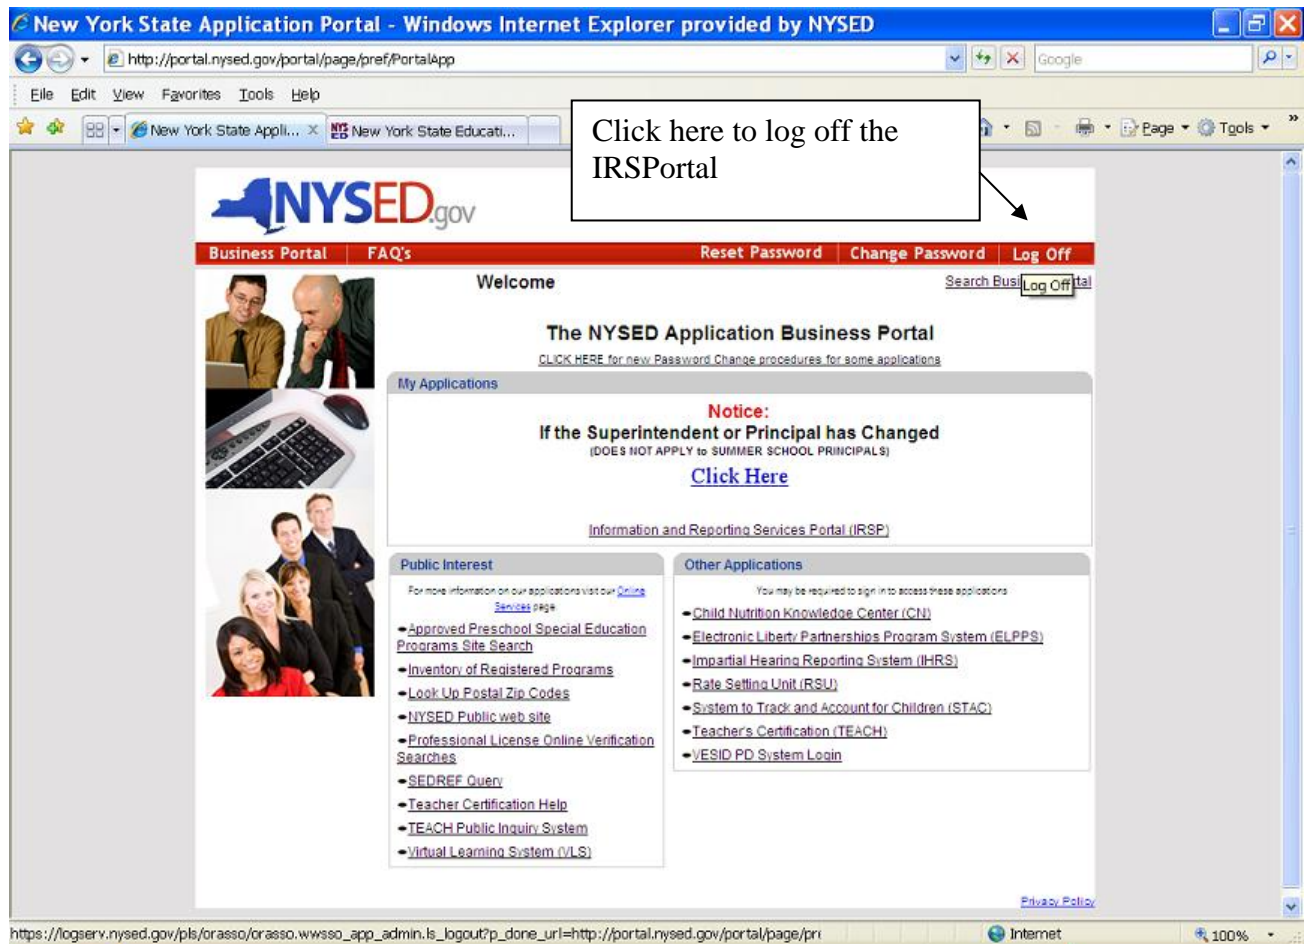 New York State Application Portal - Windows Internet Explorer provided by NYSED
http://portal.nysed.gov/portal/page/pref/PortalApp
Google
File Edit View Favorites Tools Help
New York State Appli...
NYS ED New York State Educati...
Page
Tools
Click here to log off the
IRSPortal
NYSED.gov
Business Portal FAQ's Reset Password Change Password Log Off
Welcome
Search Busi
tal
Log Off
The NYSED Application Business Portal
CLICK HERE for new Password Change procedures for some applications
My Applications
Notice:
If the Superintendent or Principal has Changed
(DOES NOT APPLY to SUMMER SCHOOL PRINCIPALS)
Click Here
Information and Reporting Services Portal (IRSP)
Public Interest
For more information on our applications visit our Online
Services page
Approved Preschool Special Education
Programs Site Search
Inventory of Registered Programs
Look Up Postal Zip Codes
NYSED Public web site
Professional License Online Verification
Searches
SEDREF Query
Teacher Certification Help
TEACH Public Inquiry System
Virtual Learning System (VLS)
Other Applications
You may be required to sign in to access these applications
Child Nutrition Knowledge Center (CN)
Electronic Liberty Partnerships Program System (ELPPS)
Impartial Hearing Reporting System (IHRS)
Rate Setting Unit (RSU)
System to Track and Account for Children (STAC)
Teacher's Certification (TEACH)
VESID PD System Login
Privacy Policy
https://logserv.nysed.gov/pls/orasso/orasso.wwsso_app_admin.ls_logout?p_done_url=http://portal.nysed.gov/portal/page/pr
Internet
100%